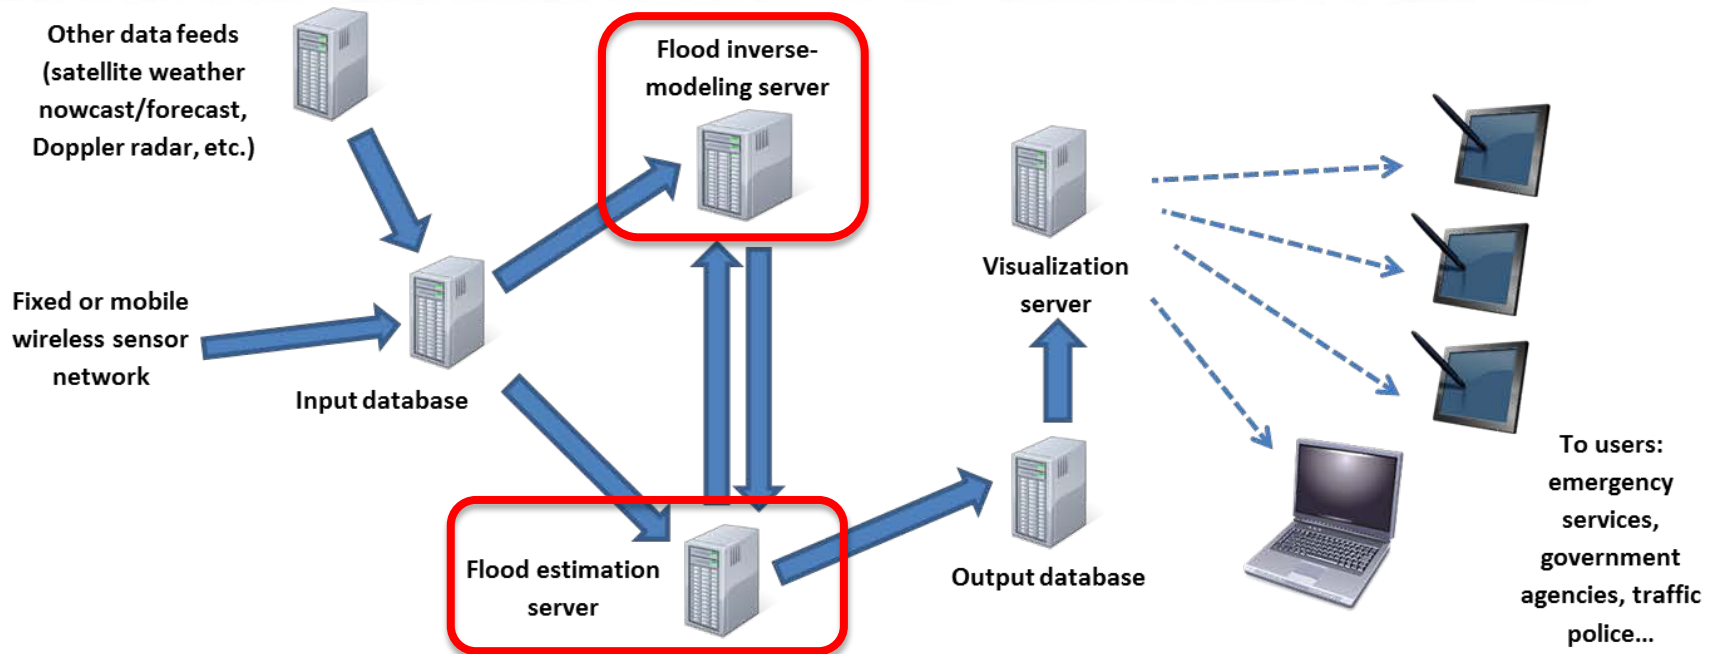 Other data feeds
(satellite weather
nowcast/forecast,
Doppler radar, etc.)
Flood inverse-
modeling server
Fixed or mobile
wireless sensor
network
Input database
Visualization
server
Flood estimation
server
Output database
To users:
emergency
services,
government
agencies, traffic
police...